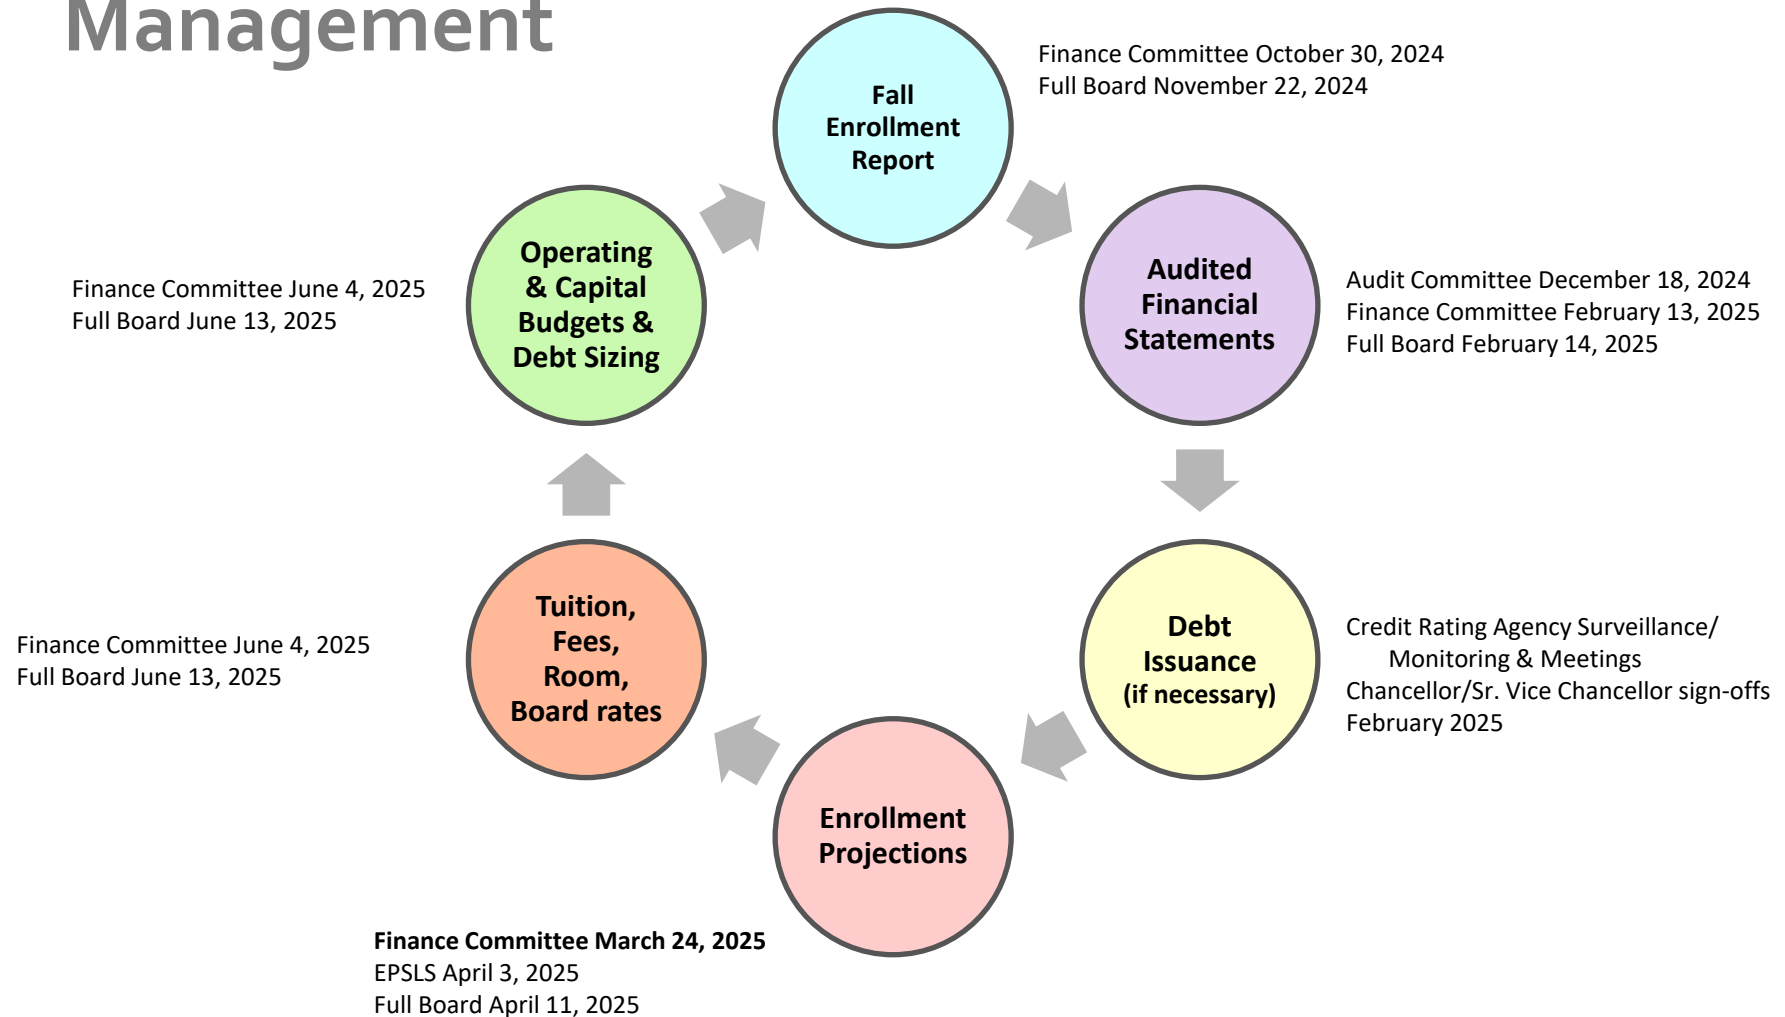 Management
Fall
Enrollment
Report
Finance Committee October 30, 2024
Full Board November 22, 2024
Audited
Financial
Statements
Audit Committee December 18, 2024
Finance Committee February 13, 2025
Full Board February 14, 2025
Debt
Issuance
(if necessary)
Credit Rating Agency Surveillance/
Monitoring & Meetings
Chancellor/Sr. Vice Chancellor sign-offs
February 2025
Enrollment
Projections
Finance Committee March 24, 2025
EPSLS April 3, 2025
Full Board April 11, 2025
Tuition,
Fees,
Room,
Board rates
Finance Committee June 4, 2025
Full Board June 13, 2025
Operating
& Capital
Budgets &
Debt Sizing
Finance Committee June 4, 2025
Full Board June 13, 2025